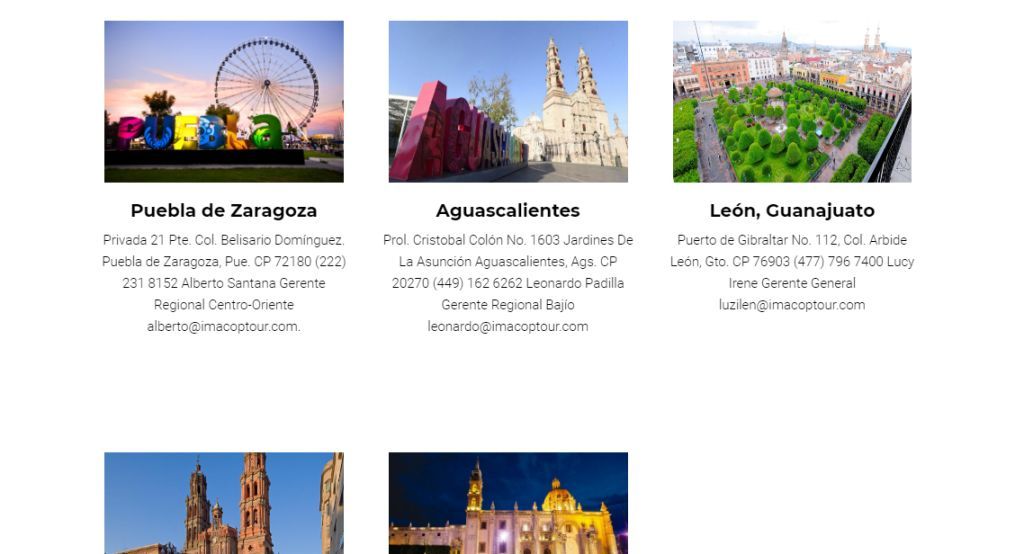 PUEBLA
Puebla de Zaragoza
Privada 21 Pte. Col. Belisario Domínguez.
Puebla de Zaragoza, Pue. CP 72180 (222)
231 8152 Alberto Santana Gerente
Regional Centro-Oriente
alberto@imacoptour.com.
Aguascalientes
Prol. Cristobal Colón No. 1603 Jardines De
La Asunción Aguascalientes, Ags. CP
20270 (449) 162 6262 Leonardo Padilla
Gerente Regional Bajío
leonardo@imacoptour.com
León, Guanajuato
Puerto de Gibraltar No. 112, Col. Arbide
León, Gto. CP 76903 (477) 796 7400 Lucy
Irene Gerente General
luzilen@imacoptour.com